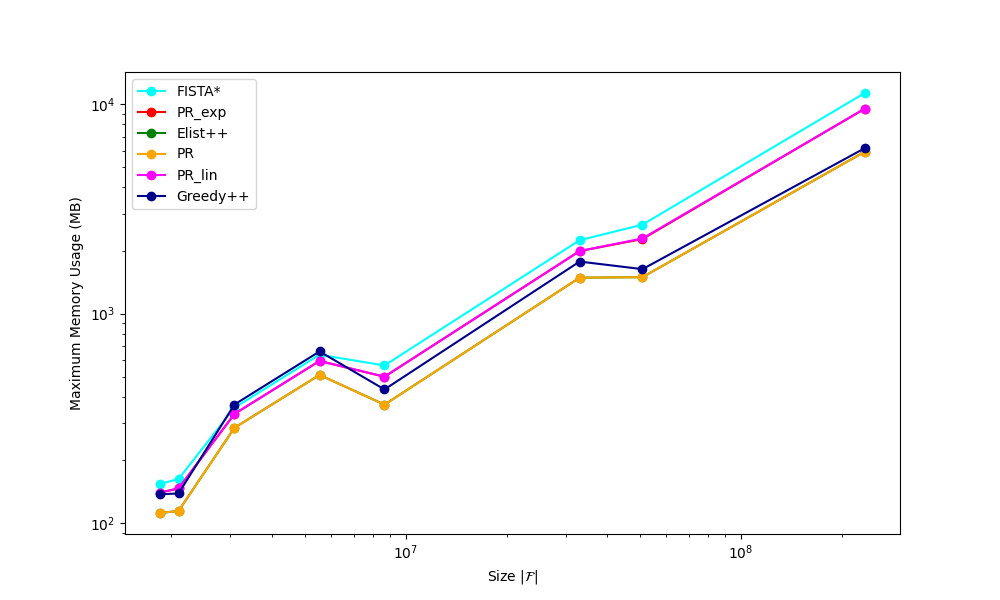 FISTA*
PR_exp
Elist++
PR
PR_lin
Greedy++
Maximum Memory Usage (MB)
10⁴
10³
10²
10⁷
10⁸
Size |ℱ|